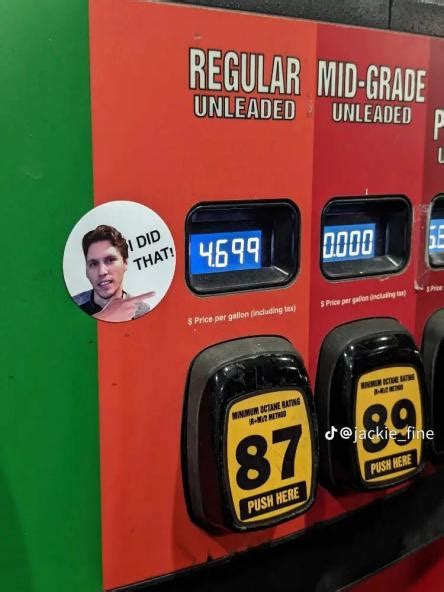 REGULAR
UNLEADED
MID-GRADE
UNLEADED
I DID
THAT!
4.699
0.000
$ Price per gallon (including tax)
$ Price per gallon (including tax)
$ Price
MINIMUM OCTANE RATING
(R+M)/2 METHOD
87
PUSH HERE
MINIMUM OCTANE RATING
(R+M)/2 METHOD
89
PUSH HERE
@jackie_fine